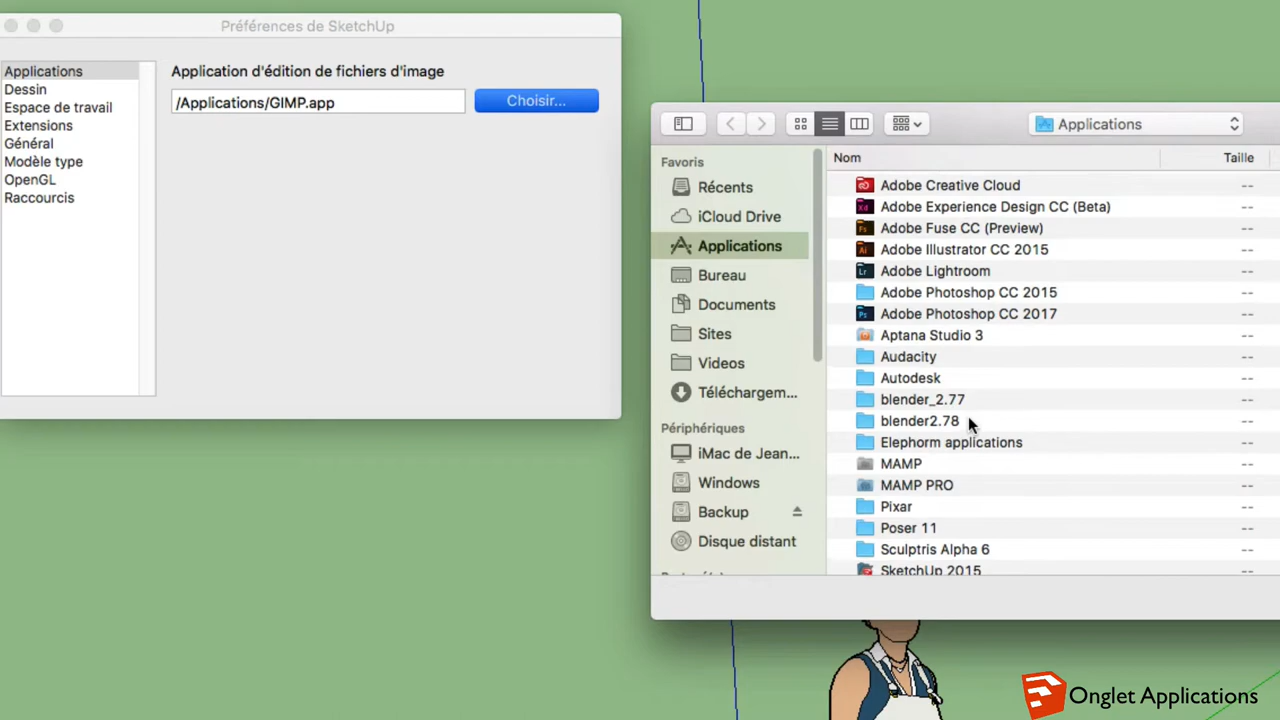 Préférences de SketchUp
Applications
Dessin
Espace de travail
Extensions
Général
Modèle type
OpenGL
Raccourcis
Application d'édition de fichiers d'image
/Applications/GIMP.app
Choisir...
Applications
Favoris
Récents
iCloud Drive
Applications
Bureau
Documents
Sites
Videos
Téléchargem...
Périphériques
iMac de Jean...
Windows
Backup
Disque distant
Nom
Taille
Adobe Creative Cloud
--
Adobe Experience Design CC (Beta)
--
Adobe Fuse CC (Preview)
--
Adobe Illustrator CC 2015
--
Adobe Lightroom
--
Adobe Photoshop CC 2015
--
Adobe Photoshop CC 2017
--
Aptana Studio 3
--
Audacity
--
Autodesk
--
blender_2.77
--
blender2.78
--
Elephorm applications
--
MAMP
--
MAMP PRO
--
Pixar
--
Poser 11
--
Sculptris Alpha 6
--
SketchUp 2015
--
Onglet Applications